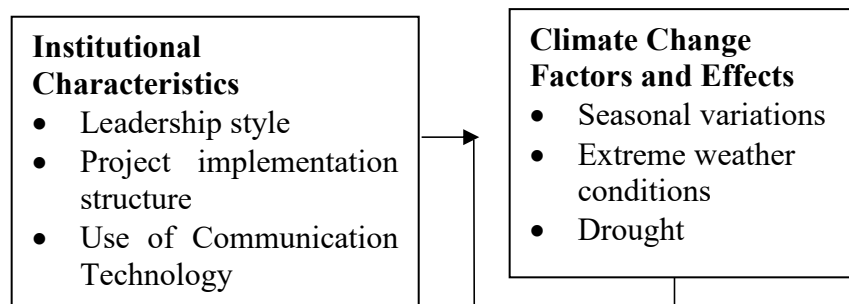 Institutional
Characteristics
• Leadership style
• Project implementation
structure
• Use of Communication
Technology
Climate Change
Factors and Effects
• Seasonal variations
• Extreme weather
conditions
• Drought